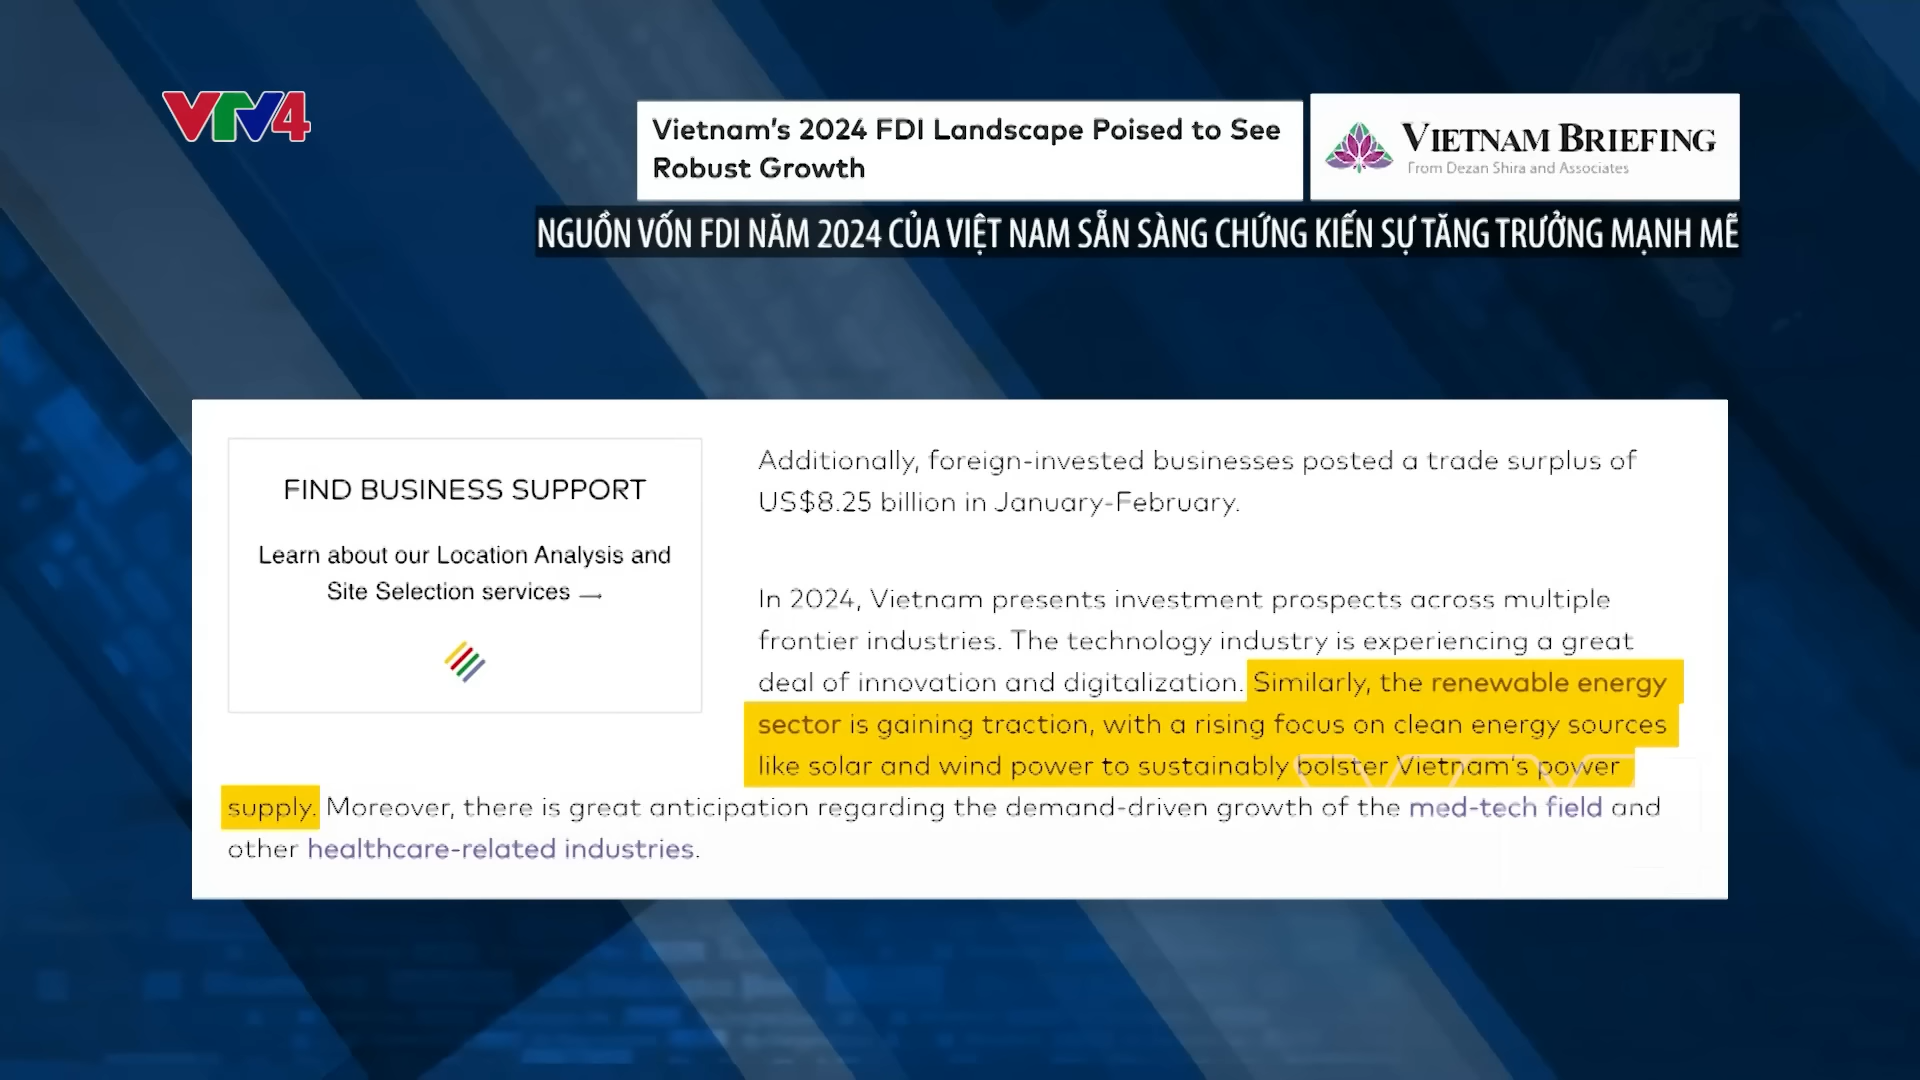 VTV4
Vietnam's 2024 FDI Landscape Poised to See
Robust Growth
VIETNAM BRIEFING
From Dezan Shira and Associates
NGUỒN VỐN FDI NĂM 2024 CỦA VIỆT NAM SẴN SÀNG CHỨNG KIẾN SỰ TĂNG TRƯỞNG MẠNH MẼ
FIND BUSINESS SUPPORT
Learn about our Location Analysis and
Site Selection services —
Additionally, foreign-invested businesses posted a trade surplus of
US$8.25 billion in January-February.
In 2024, Vietnam presents investment prospects across multiple
frontier industries. The technology industry is experiencing a great
deal of innovation and digitalization. Similarly, the renewable energy
sector is gaining traction, with a rising focus on clean energy sources
like solar and wind power to sustainably bolster Vietnam's power
supply. Moreover, there is great anticipation regarding the demand-driven growth of the med-tech field and
other healthcare-related industries.